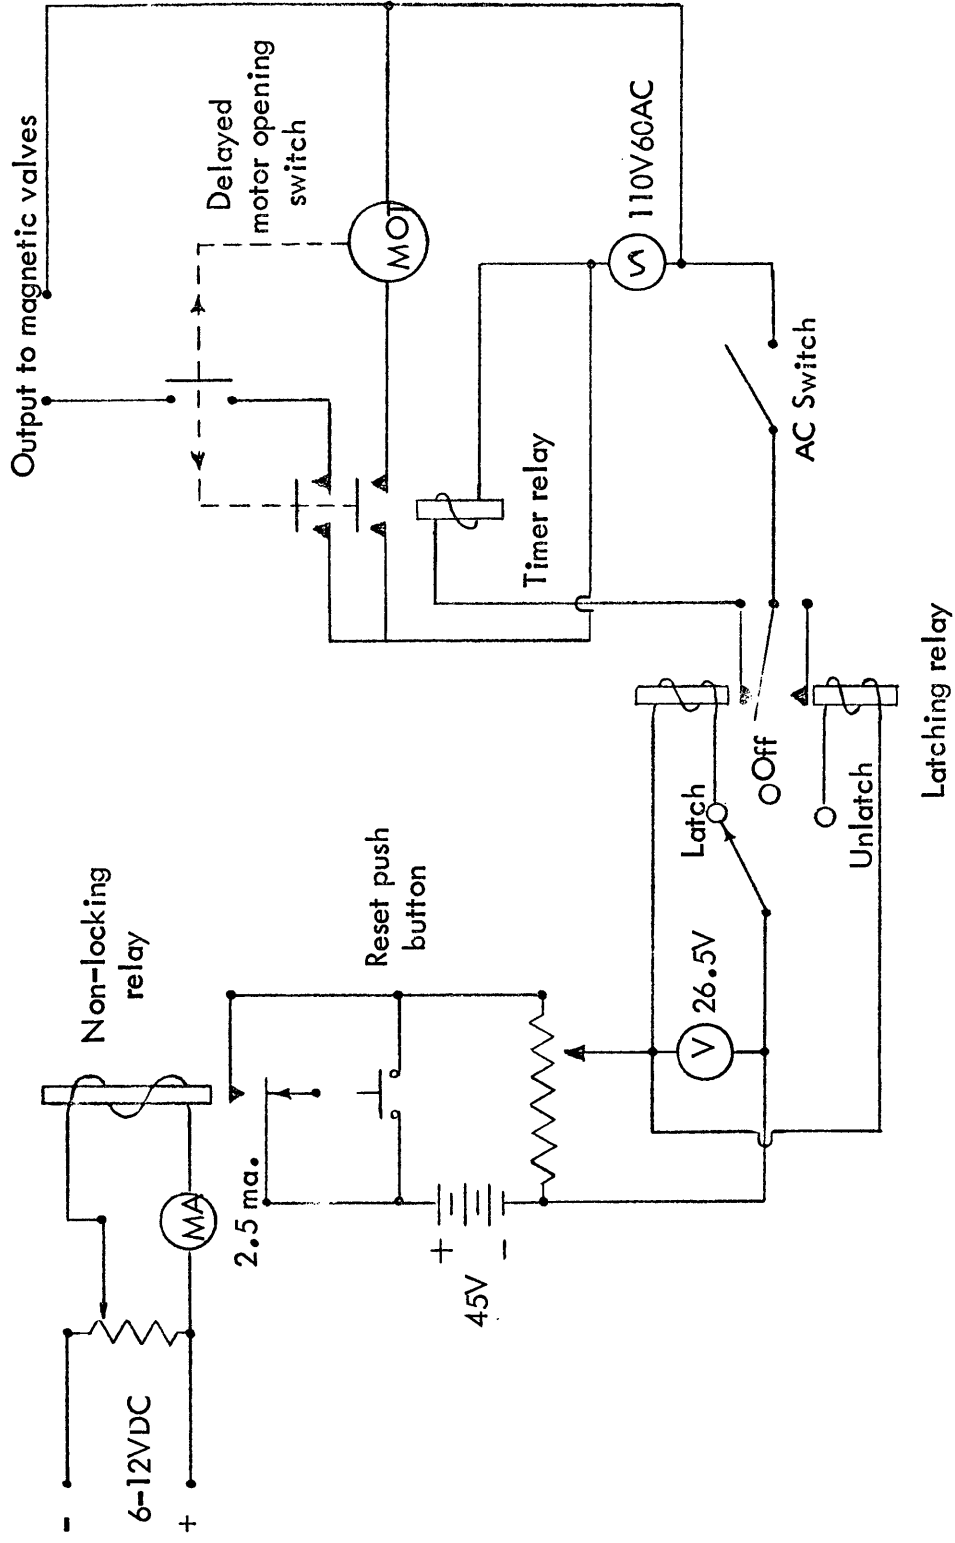 Output to magnetic valves
Delayed
motor opening
switch
MOT
110V60AC
Timer relay
AC Switch
Non-locking
relay
Reset push
button
Latch
Off
Unlatch
Latching relay
V
26.5V
MA
2.5 ma.
+
-
45V
-
6-12VDC
+